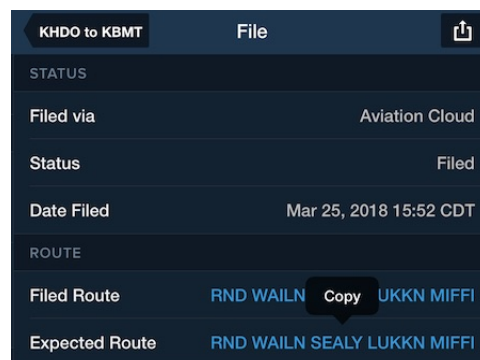 KHDO to KBMT File
STATUS
Filed via Aviation Cloud
Status Filed
Date Filed Mar 25, 2018 15:52 CDT
ROUTE
Filed Route RND WAILN Copy UKKN MIFFI
Expected Route RND WAILN SEALY LUKKN MIFFI